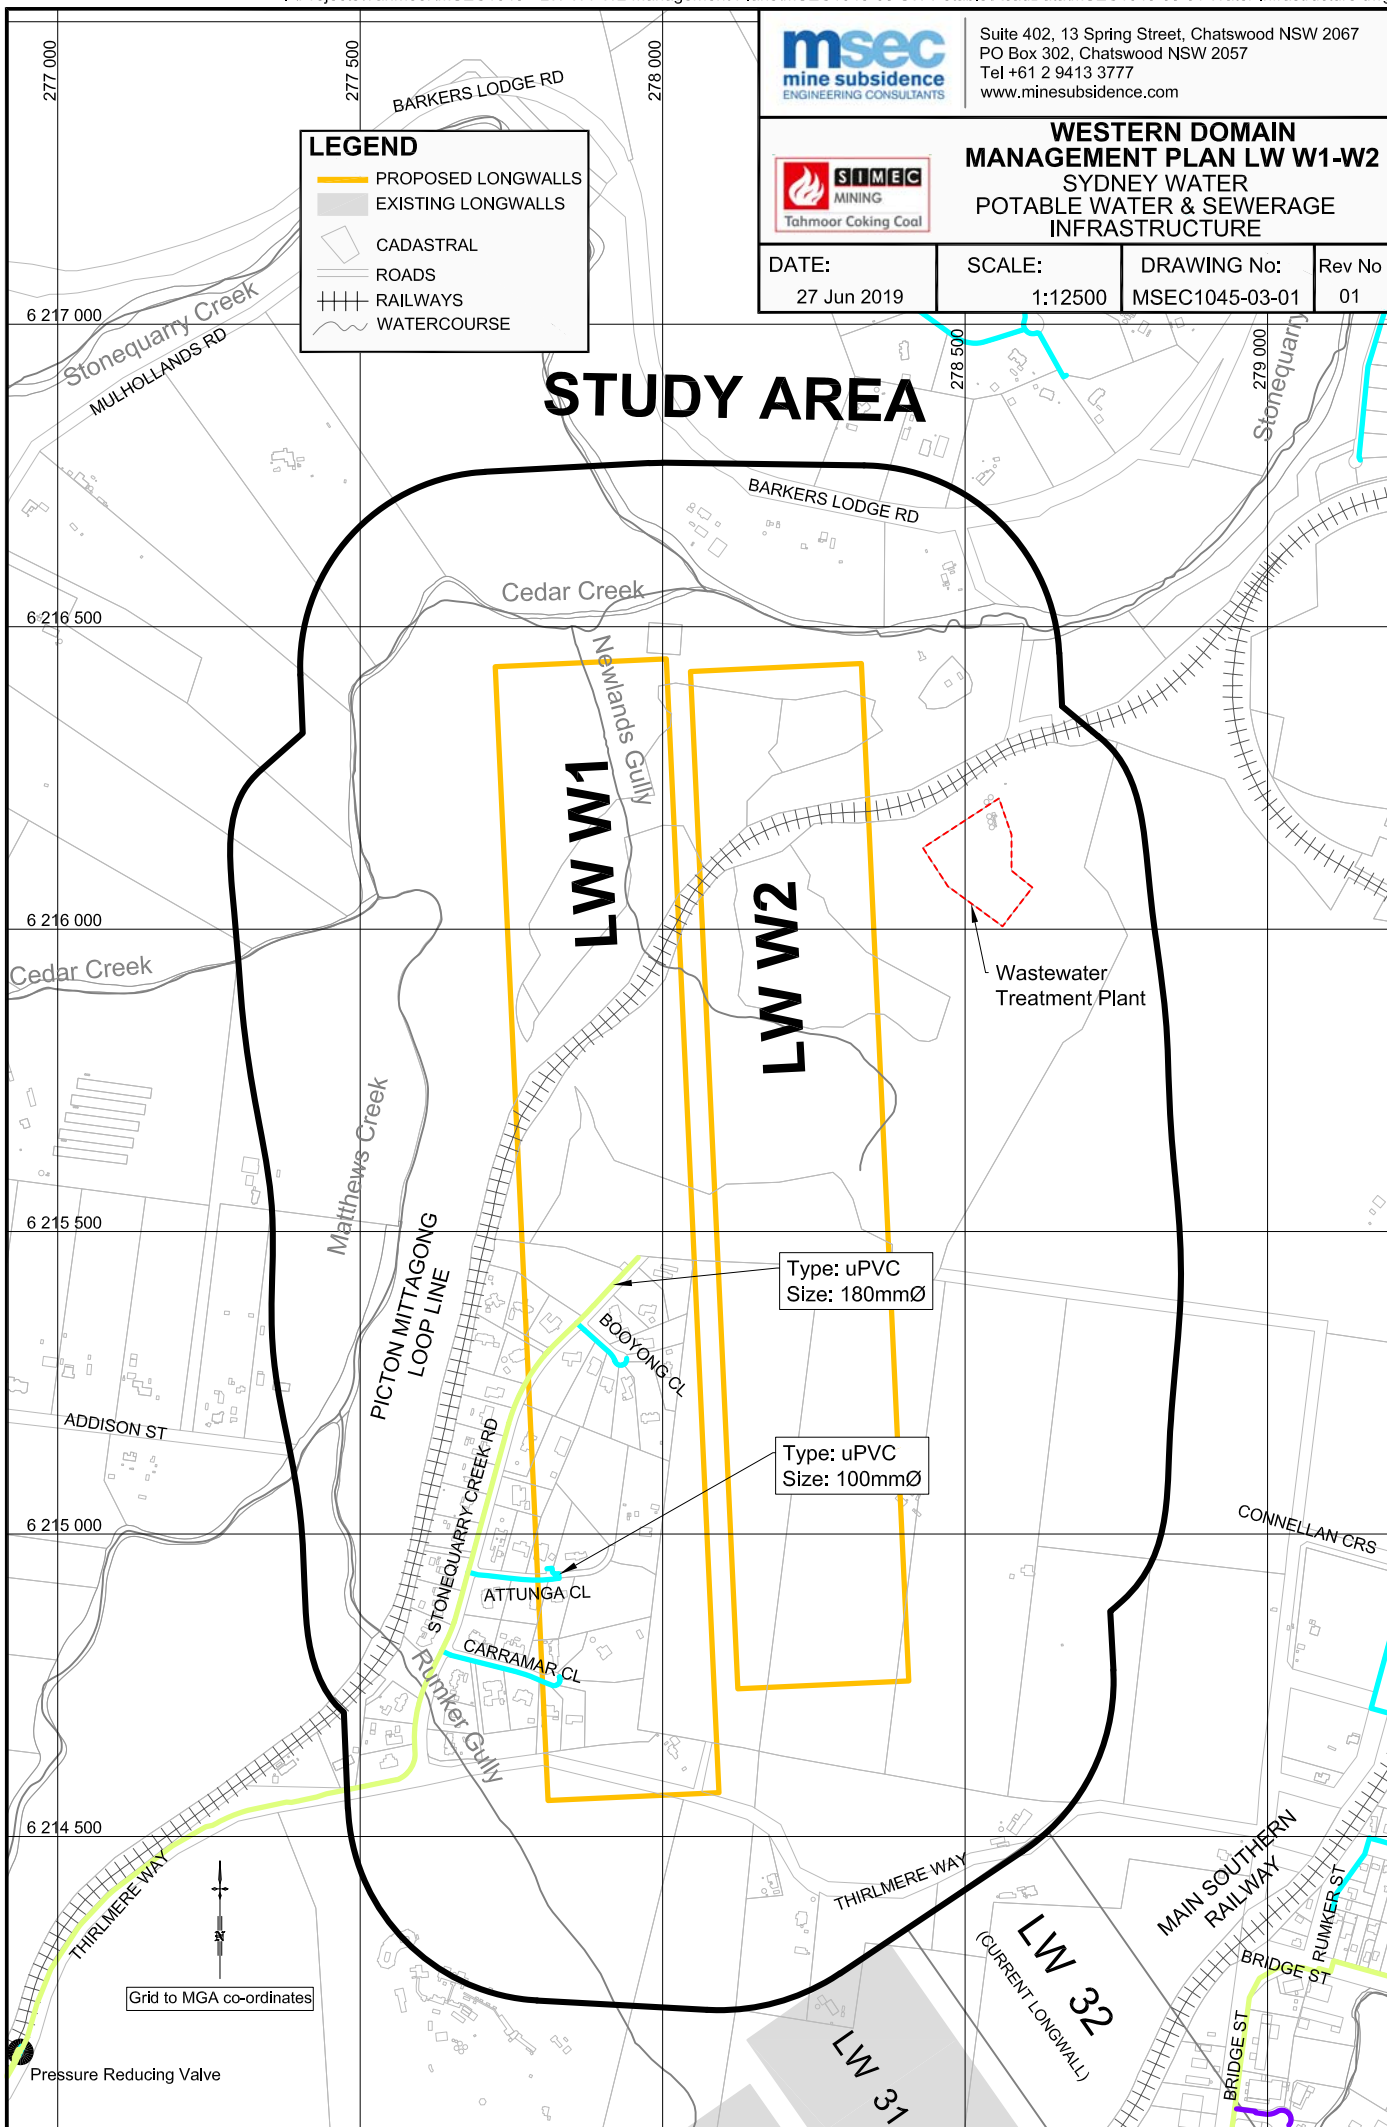 msec
mine subsidence
ENGINEERING CONSULTANTS
Suite 402, 13 Spring Street, Chatswood NSW 2067
PO Box 302, Chatswood NSW 2057
Tel +61 2 9413 3777
www.minesubsidence.com
SIMEC
MINING
Tahmoor Coking Coal
WESTERN DOMAIN
MANAGEMENT PLAN LW W1-W2
SYDNEY WATER
POTABLE WATER & SEWERAGE
INFRASTRUCTURE
DATE:
27 Jun 2019
SCALE:
1:12500
DRAWING No:
MSEC1045-03-01
Rev No
01
277 000
277 500
278 000
278 500
279 000
BARKERS LODGE RD
LEGEND
PROPOSED LONGWALLS
EXISTING LONGWALLS
CADASTRAL
ROADS
RAILWAYS
WATERCOURSE
Stonequarry Creek
6 217 000
MULHOLLANDS RD
Stonequarry
STUDY AREA
BARKERS LODGE RD
Cedar Creek
6 216 500
Newlands Gully
LW W1
LW W2
6 216 000
Cedar Creek
Wastewater
Treatment Plant
Matthews Creek
6 215 500
PICTON MITTAGONG
LOOP LINE
Type: uPVC
Size: 180mmØ
BOOYONG CL
ADDISON ST
STONEQUARRY CREEK RD
Type: uPVC
Size: 100mmØ
6 215 000
CONNELLAN CRS
ATTUNGA CL
CARRAMAR CL
Rumker Gully
6 214 500
THIRLMERE WAY
THIRLMERE WAY
MAIN SOUTHERN
RAILWAY
RUMKER ST
BRIDGE ST
BRIDGE ST
N
Grid to MGA co-ordinates
LW 32
(CURRENT LONGWALL)
LW 31
Pressure Reducing Valve